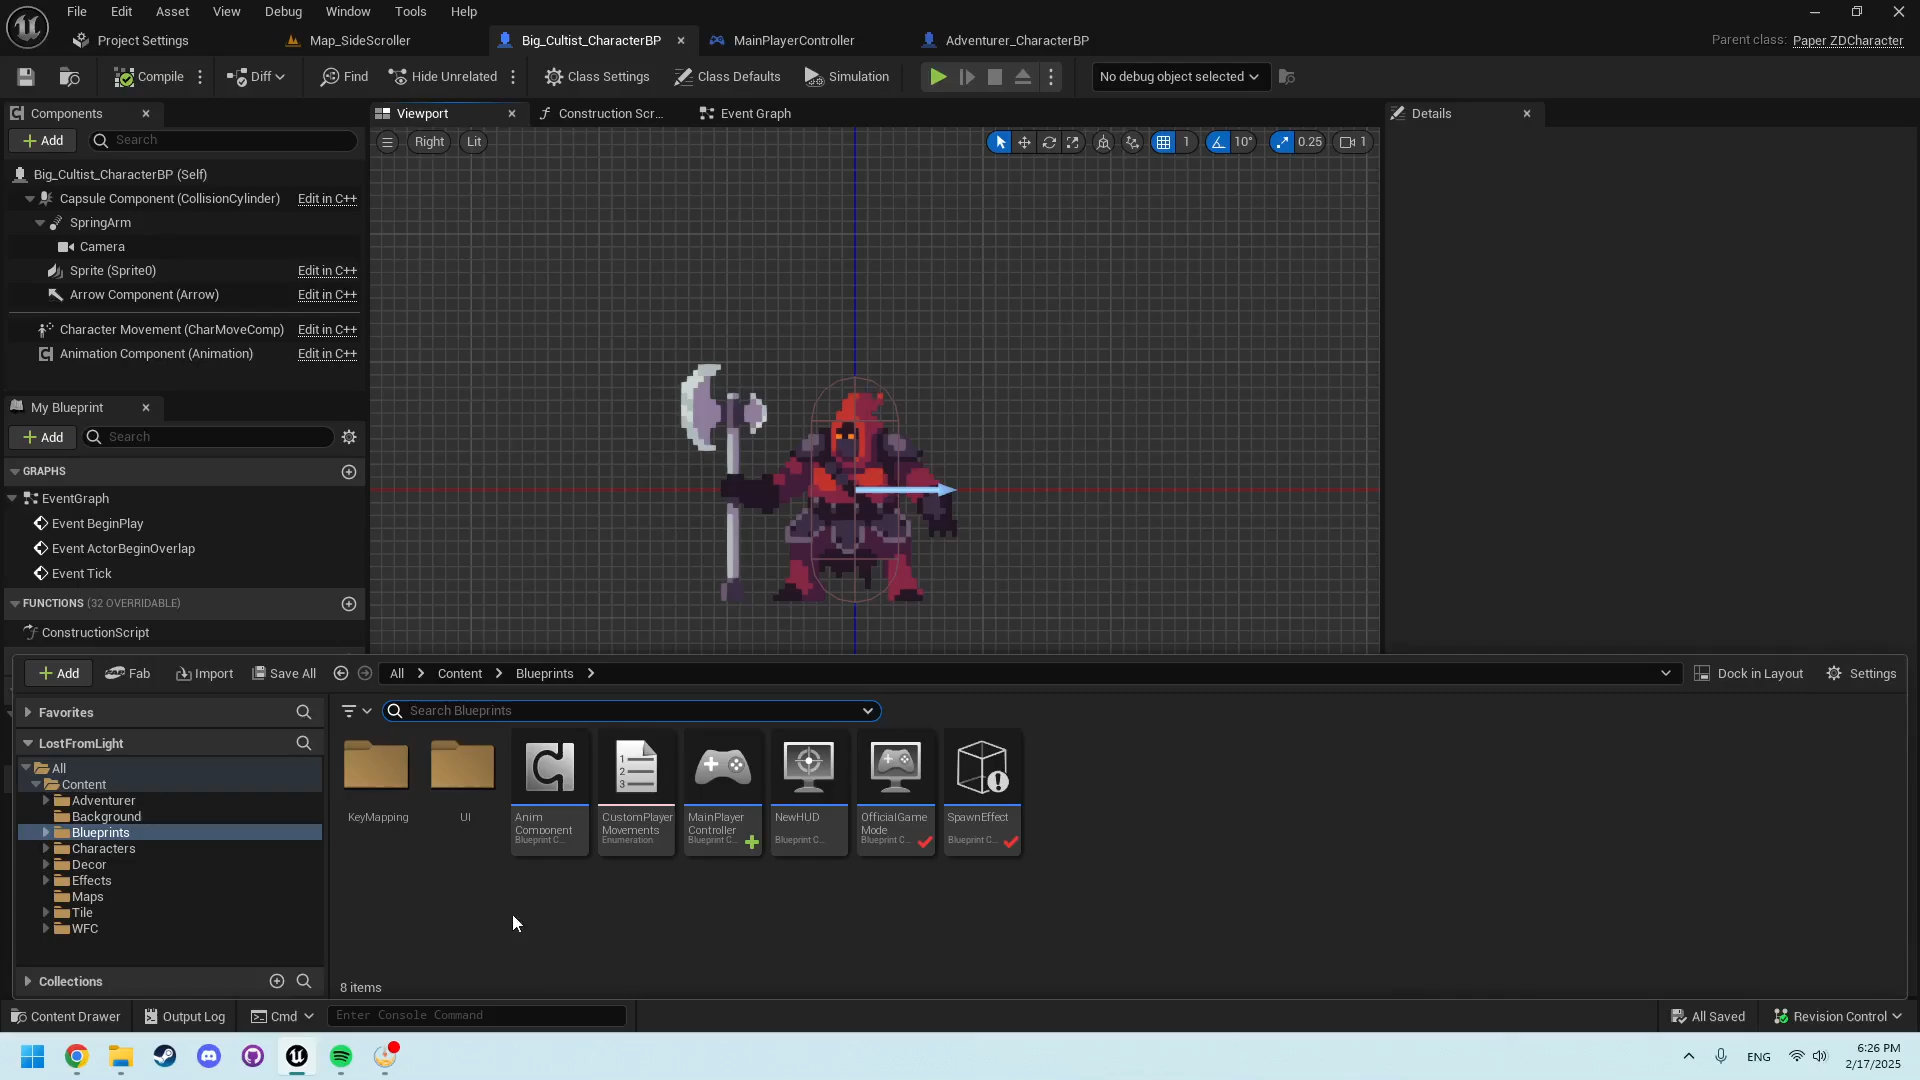 File Edit Asset View Debug Window Tools Help
Project Settings Map_SideScroller Big_Cultist_CharacterBP MainPlayerController Adventurer_CharacterBP Parent class: Paper ZDCharacter
Compile Diff Find Hide Unrelated Class Settings Class Defaults Simulation No debug object selected
Components Viewport Construction Scr... Event Graph Details
Add Search Right Lit 1 10° 0.25 1
Big_Cultist_CharacterBP (Self)
Capsule Component (CollisionCylinder) Edit in C++
SpringArm
Camera
Sprite (Sprite0) Edit in C++
Arrow Component (Arrow) Edit in C++
Character Movement (CharMoveComp) Edit in C++
Animation Component (Animation) Edit in C++
My Blueprint
Add Search
GRAPHS
EventGraph
Event BeginPlay
Event ActorBeginOverlap
Event Tick
FUNCTIONS (32 OVERRIDABLE)
ConstructionScript
Add Fab Import Save All All Content Blueprints Dock in Layout Settings
Favorites
Search Blueprints
LostFromLight
All
Content
Adventurer
Background
Blueprints
Characters
Decor
Effects
Maps
Tile
WFC
KeyMapping
UI
Anim
Component
Blueprint C...
CustomPlayer
Movements
Enumeration
MainPlayer
Controller
Blueprint C...
NewHUD
Blueprint C...
OfficialGame
Mode
Blueprint C...
SpawnEffect
Blueprint C...
Collections
8 items
Content Drawer Output Log Cmd Enter Console Command All Saved Revision Control
ENG
6:26 PM
2/17/2025